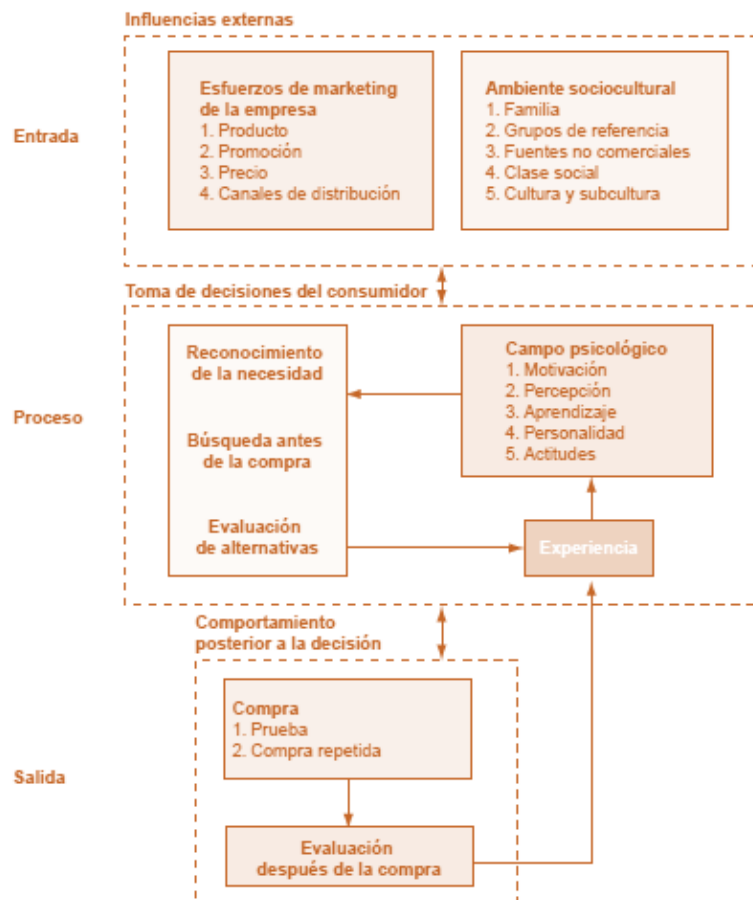 Influencias externas
Entrada
Esfuerzos de marketing
de la empresa
1. Producto
2. Promoción
3. Precio
4. Canales de distribución
Ambiente sociocultural
1. Familia
2. Grupos de referencia
3. Fuentes no comerciales
4. Clase social
5. Cultura y subcultura
Toma de decisiones del consumidor
Proceso
Reconocimiento
de la necesidad
Búsqueda antes
de la compra
Evaluación
de alternativas
Campo psicológico
1. Motivación
2. Percepción
3. Aprendizaje
4. Personalidad
5. Actitudes
Experiencia
Comportamiento
posterior a la decisión
Salida
Compra
1. Prueba
2. Compra repetida
Evaluación
después de la compra